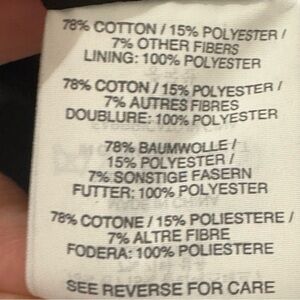 78% COTTON / 15% POLYESTER /
7% OTHER FIBERS
LINING: 100% POLYESTER
78% COTON / 15% POLYESTER /
7% AUTRES FIBRES
DOUBLURE: 100% POLYESTER
78% BAUMWOLLE /
15% POLYESTER /
7% SONSTIGE FASERN
FUTTER: 100% POLYESTER
78% COTONE / 15% POLIESTERE /
7% ALTRE FIBRE
FODERA: 100% POLIESTERE
SEE REVERSE FOR CARE